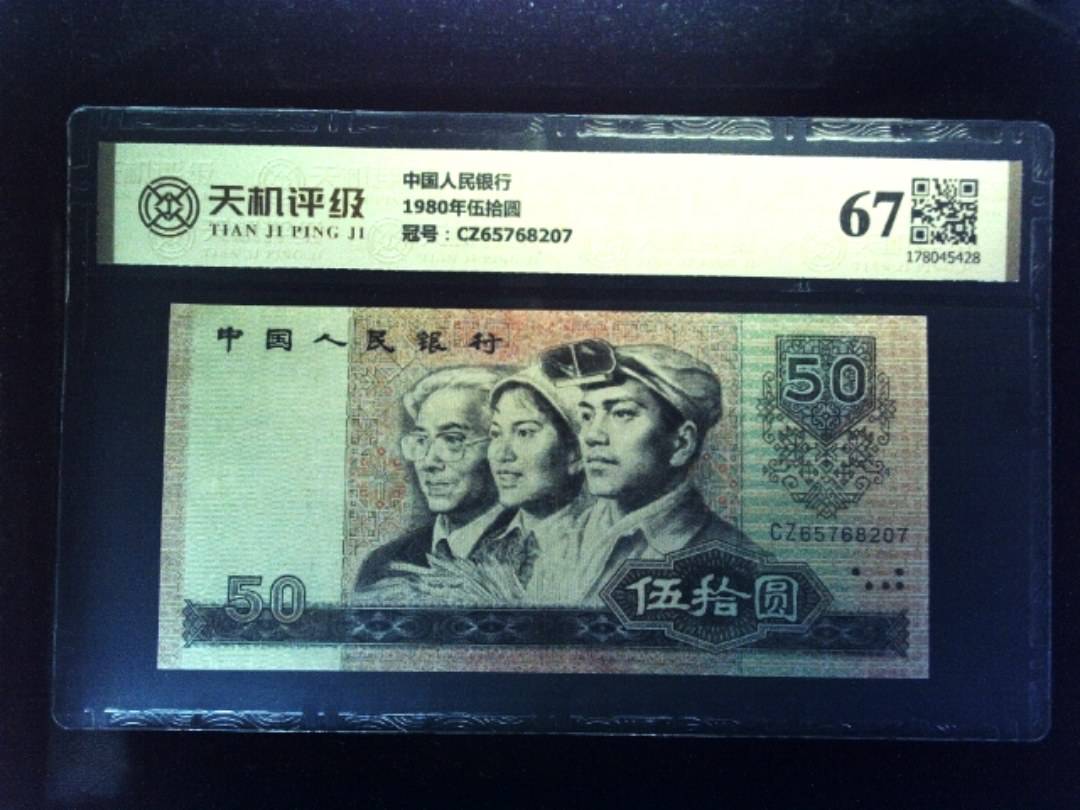 天机评级
TIAN JI PING JI
中国人民银行
1980年伍拾圆
冠号：CZ65768207
67
178045428
中国人民银行
50
CZ65768207
50
伍拾圆